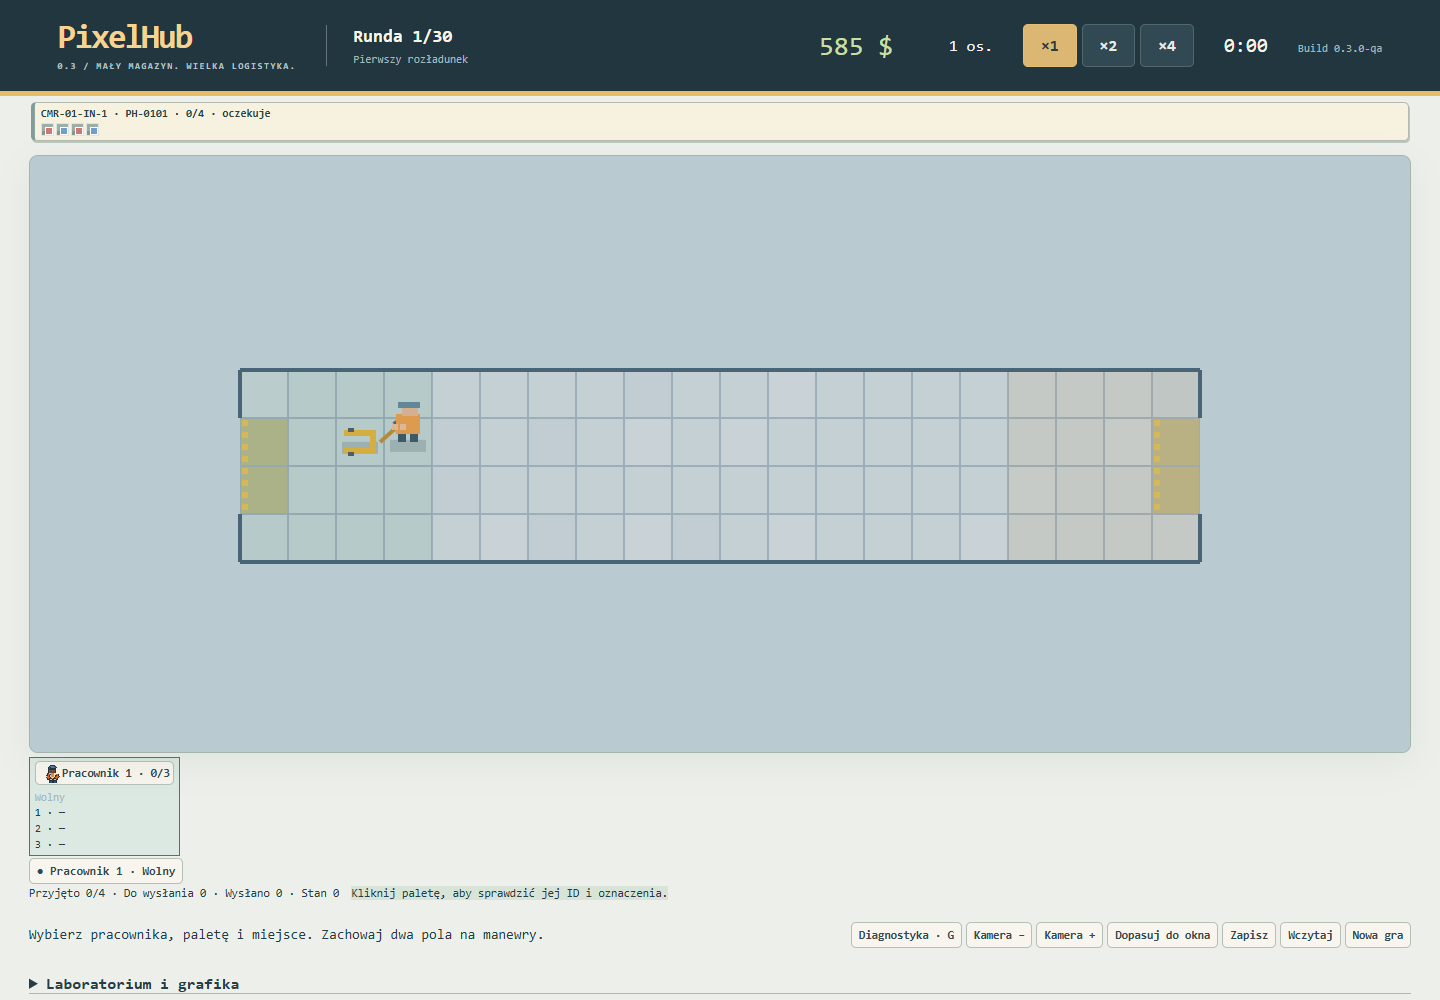 PixelHub
0.3 / MAŁY MAGAZYN. WIELKA LOGISTYKA.
Runda 1/30
Pierwszy rozładunek
585 $
1 os.
×1
×2
×4
0:00
Build 0.3.0-qa
CMR-01-IN-1 · PH-0101 · 0/4 · oczekuje
Pracownik 1 · 0/3
Wolny
1 · —
2 · —
3 · —
● Pracownik 1 · Wolny
Przyjęto 0/4 · Do wysłania 0 · Wysłano 0 · Stan 0 Kliknij paletę, aby sprawdzić jej ID i oznaczenia.
Wybierz pracownika, paletę i miejsce. Zachowaj dwa pola na manewry.
Diagnostyka · G
Kamera −
Kamera +
Dopasuj do okna
Zapisz
Wczytaj
Nowa gra
▶ Laboratorium i grafika